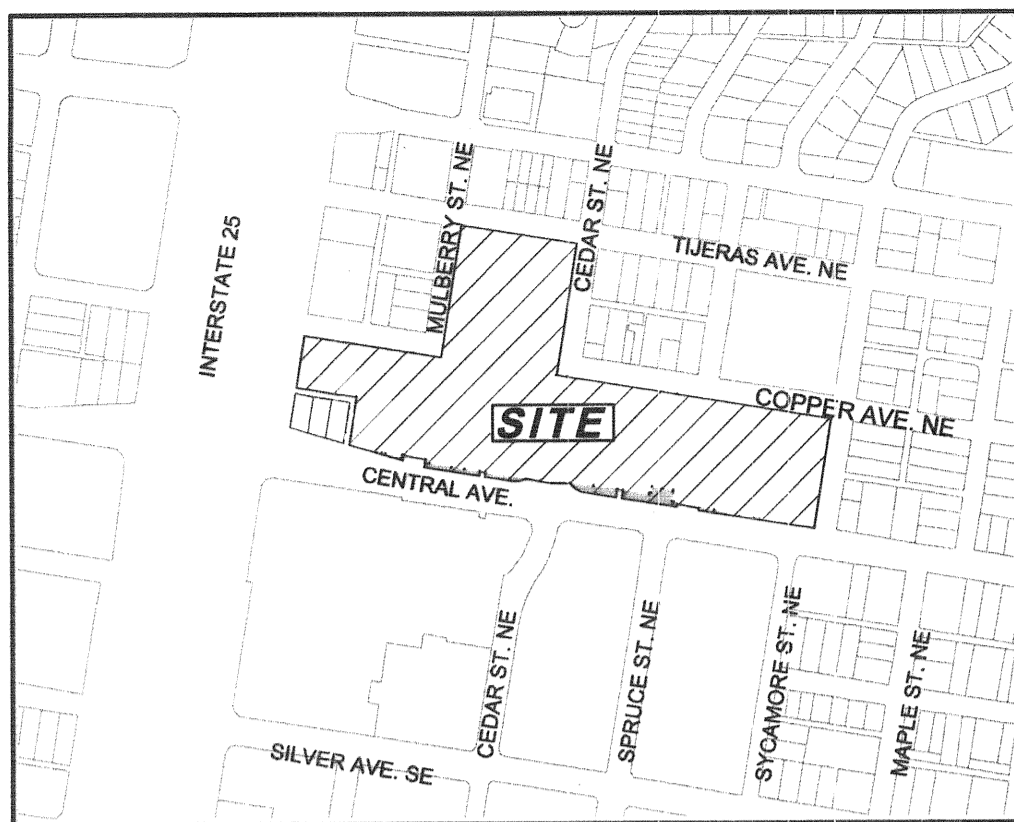 INTERSTATE 25
MULBERRY ST. NE
CEDAR ST. NE
TIJERAS AVE. NE
COPPER AVE. NE
SITE
CENTRAL AVE.
CEDAR ST. NE
SPRUCE ST. NE
SYCAMORE ST. NE
MAPLE ST. NE
SILVER AVE. SE